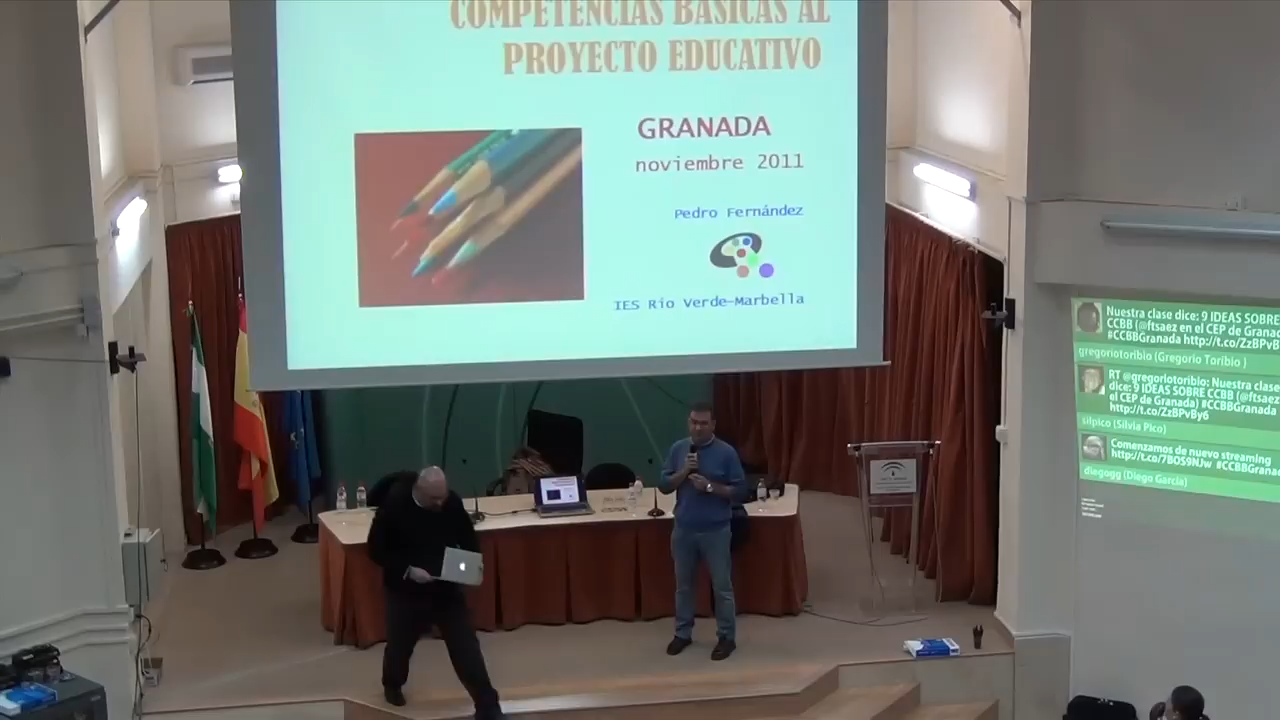 COMPETENCIAS BÁSICAS AL
PROYECTO EDUCATIVO
GRANADA
noviembre 2011
Pedro Fernández
IES Río Verde-Marbella
Nuestra clase dice: 9 IDEAS SOBRE
CCBB (@ftsaez en el CEP de Granad
#CCBBGranada http://t.co/ZzBPvB
gregoriotoribio (Gregorio Toribio )
RT @gregoriotoribio: Nuestra clase
dice: 9 IDEAS SOBRE CCBB (@ftsaez
el CEP de Granada) #CCBBGranada
http://t.co/ZzBPvBy6
silpico (Silvia Pico)
Comenzamos de nuevo streaming
http://t.co/7BOS9NJw #CCBBGrana
diegogg (Diego García)